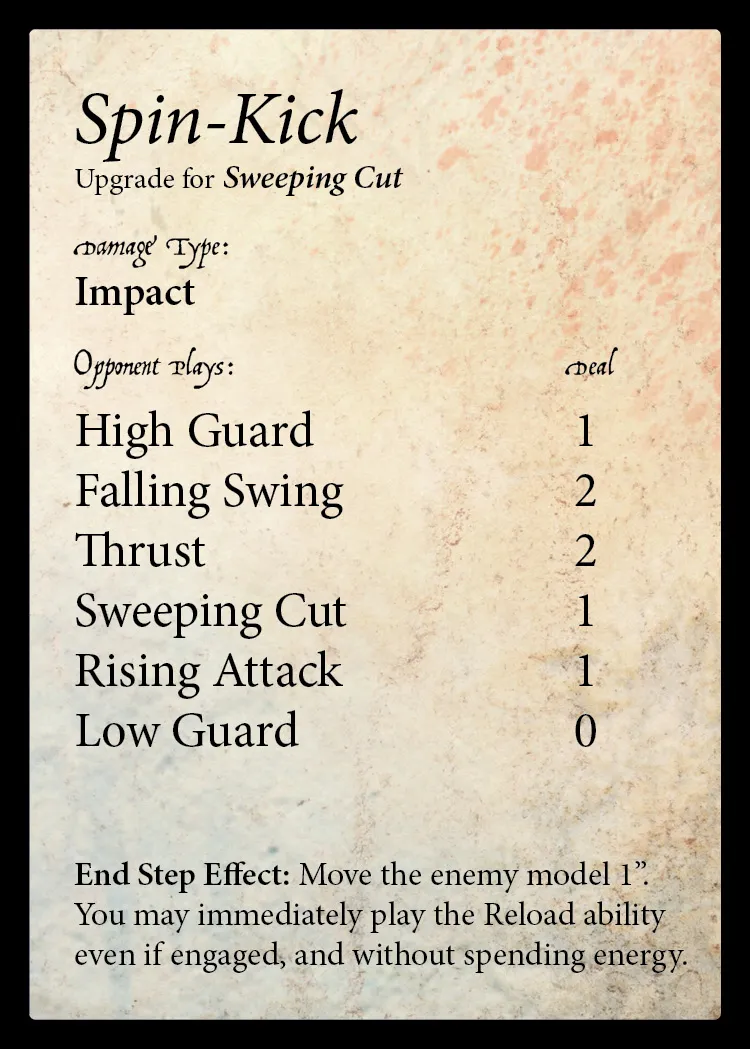 Spin-Kick
Upgrade for Sweeping Cut
Damage Type:
Impact
Opponent Plays: Deal
High Guard 1
Falling Swing 2
Thrust 2
Sweeping Cut 1
Rising Attack 1
Low Guard 0
End Step Effect: Move the enemy model 1”.
You may immediately play the Reload ability
even if engaged, and without spending energy.